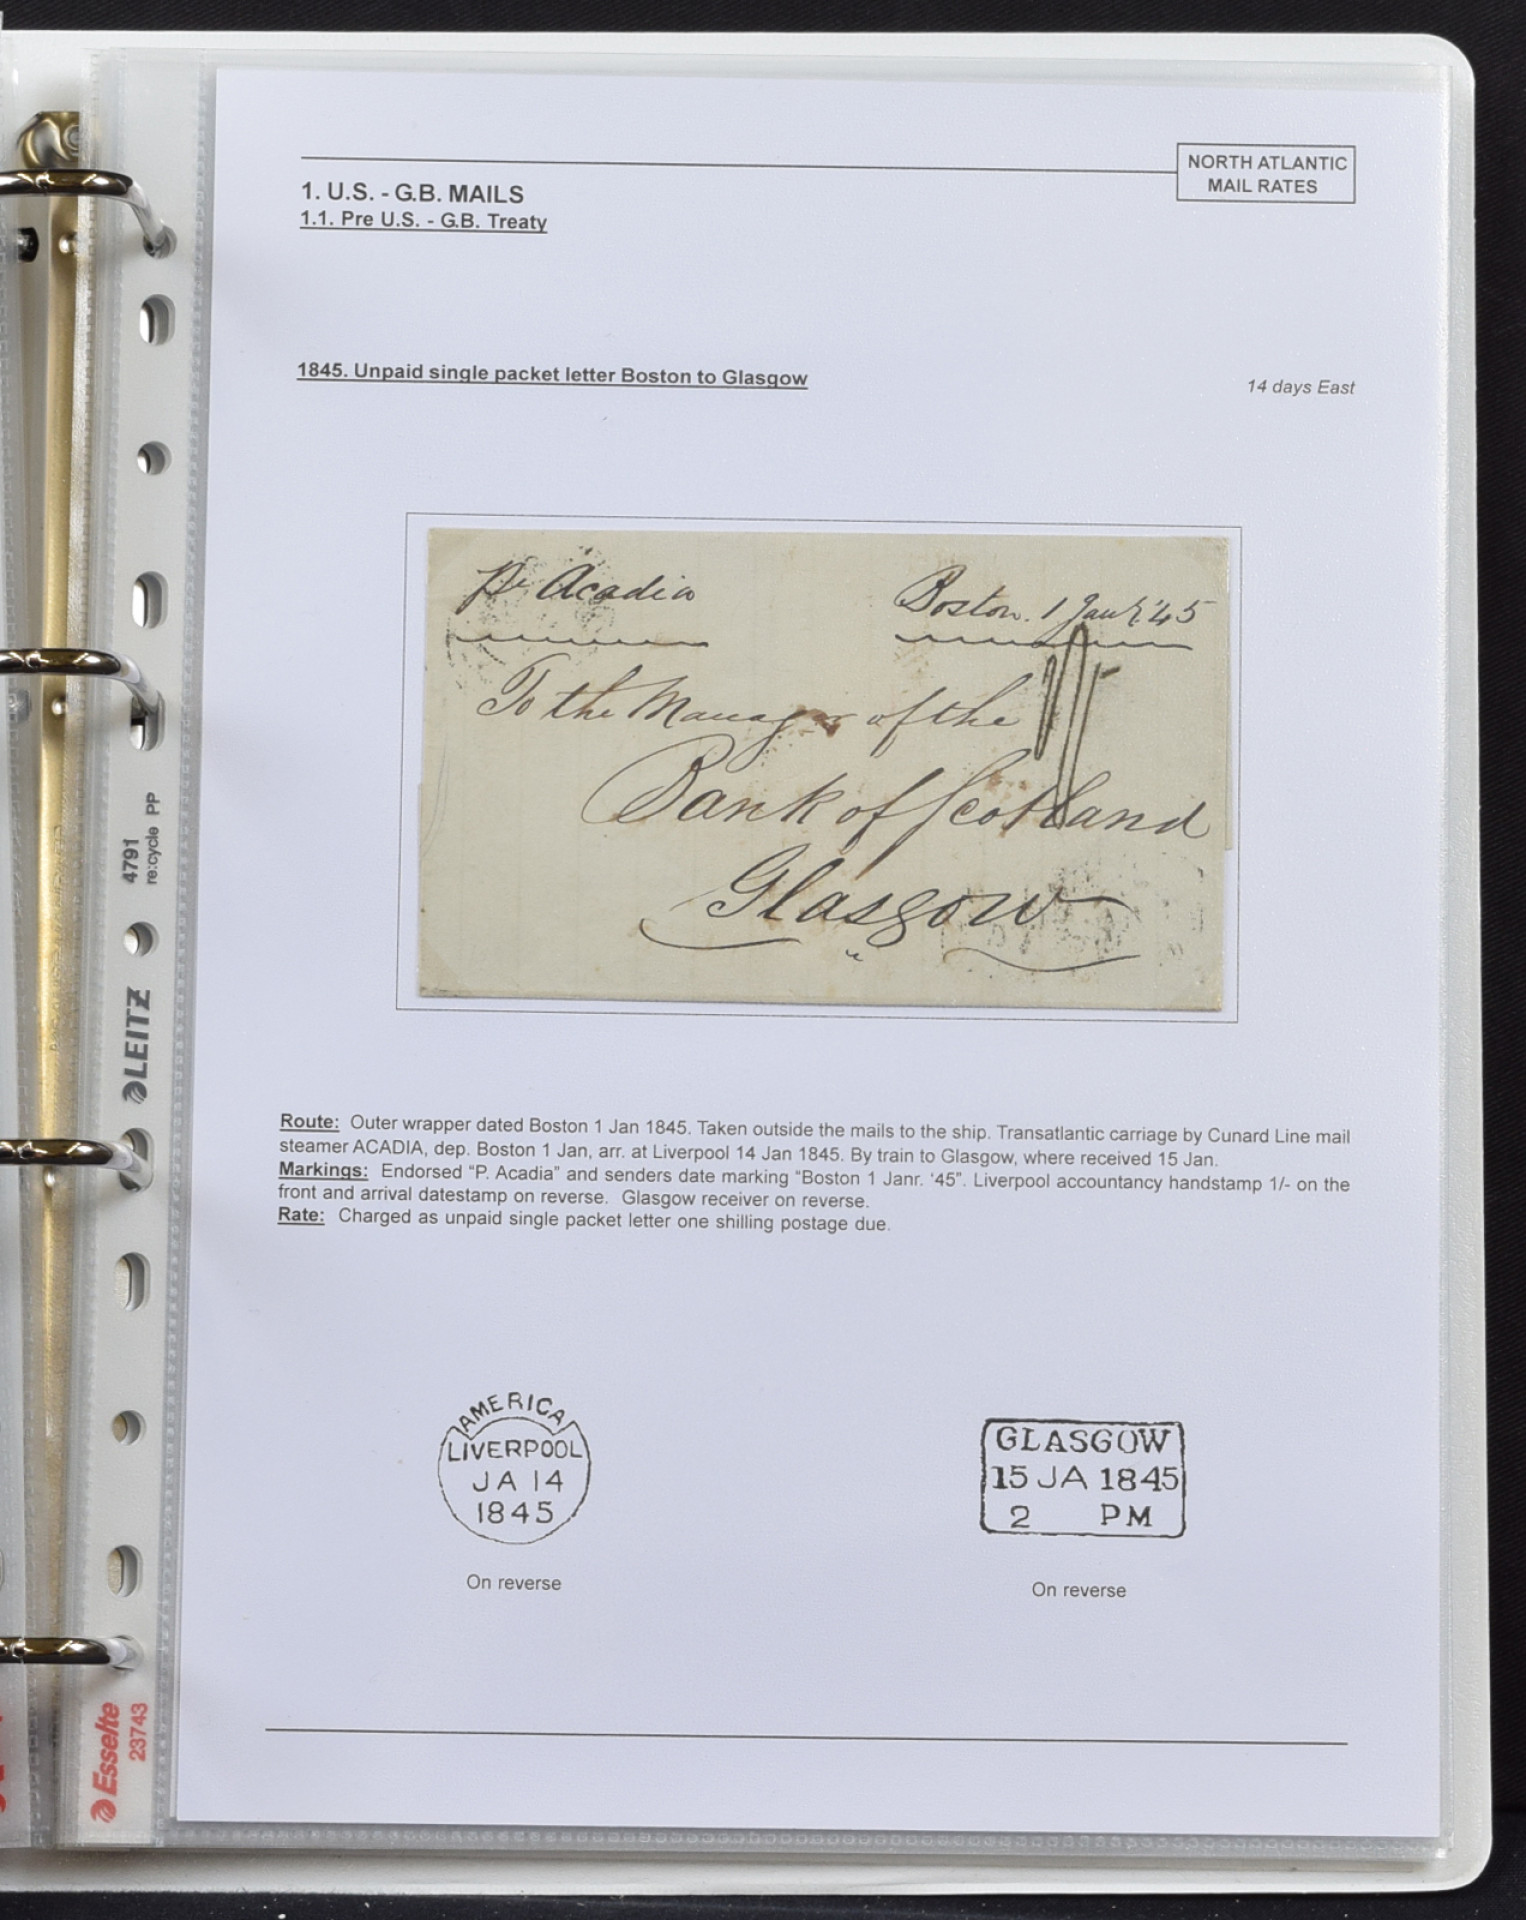 NORTH ATLANTIC
MAIL RATES
1. U.S. - G.B. MAILS
1.1. Pre U.S. - G.B. Treaty
1845. Unpaid single packet letter Boston to Glasgow
14 days East
Pr Acadia
Boston. 1 Janr. '45
1/-
To the Manager of the
Bank of Scotland
Glasgow
Route: Outer wrapper dated Boston 1 Jan 1845. Taken outside the mails to the ship. Transatlantic carriage by Cunard Line mail
steamer ACADIA, dep. Boston 1 Jan, arr. at Liverpool 14 Jan 1845. By train to Glasgow, where received 15 Jan.
Markings: Endorsed “P. Acadia” and senders date marking “Boston 1 Janr. ‘45”. Liverpool accountancy handstamp 1/- on the
front and arrival datestamp on reverse. Glasgow receiver on reverse.
Rate: Charged as unpaid single packet letter one shilling postage due.
AMERICA
LIVERPOOL
JA 14
1845
On reverse
GLASGOW
15 JA 1845
2 PM
On reverse
4791
re:cycle PP
LEITZ
Esselte
23743